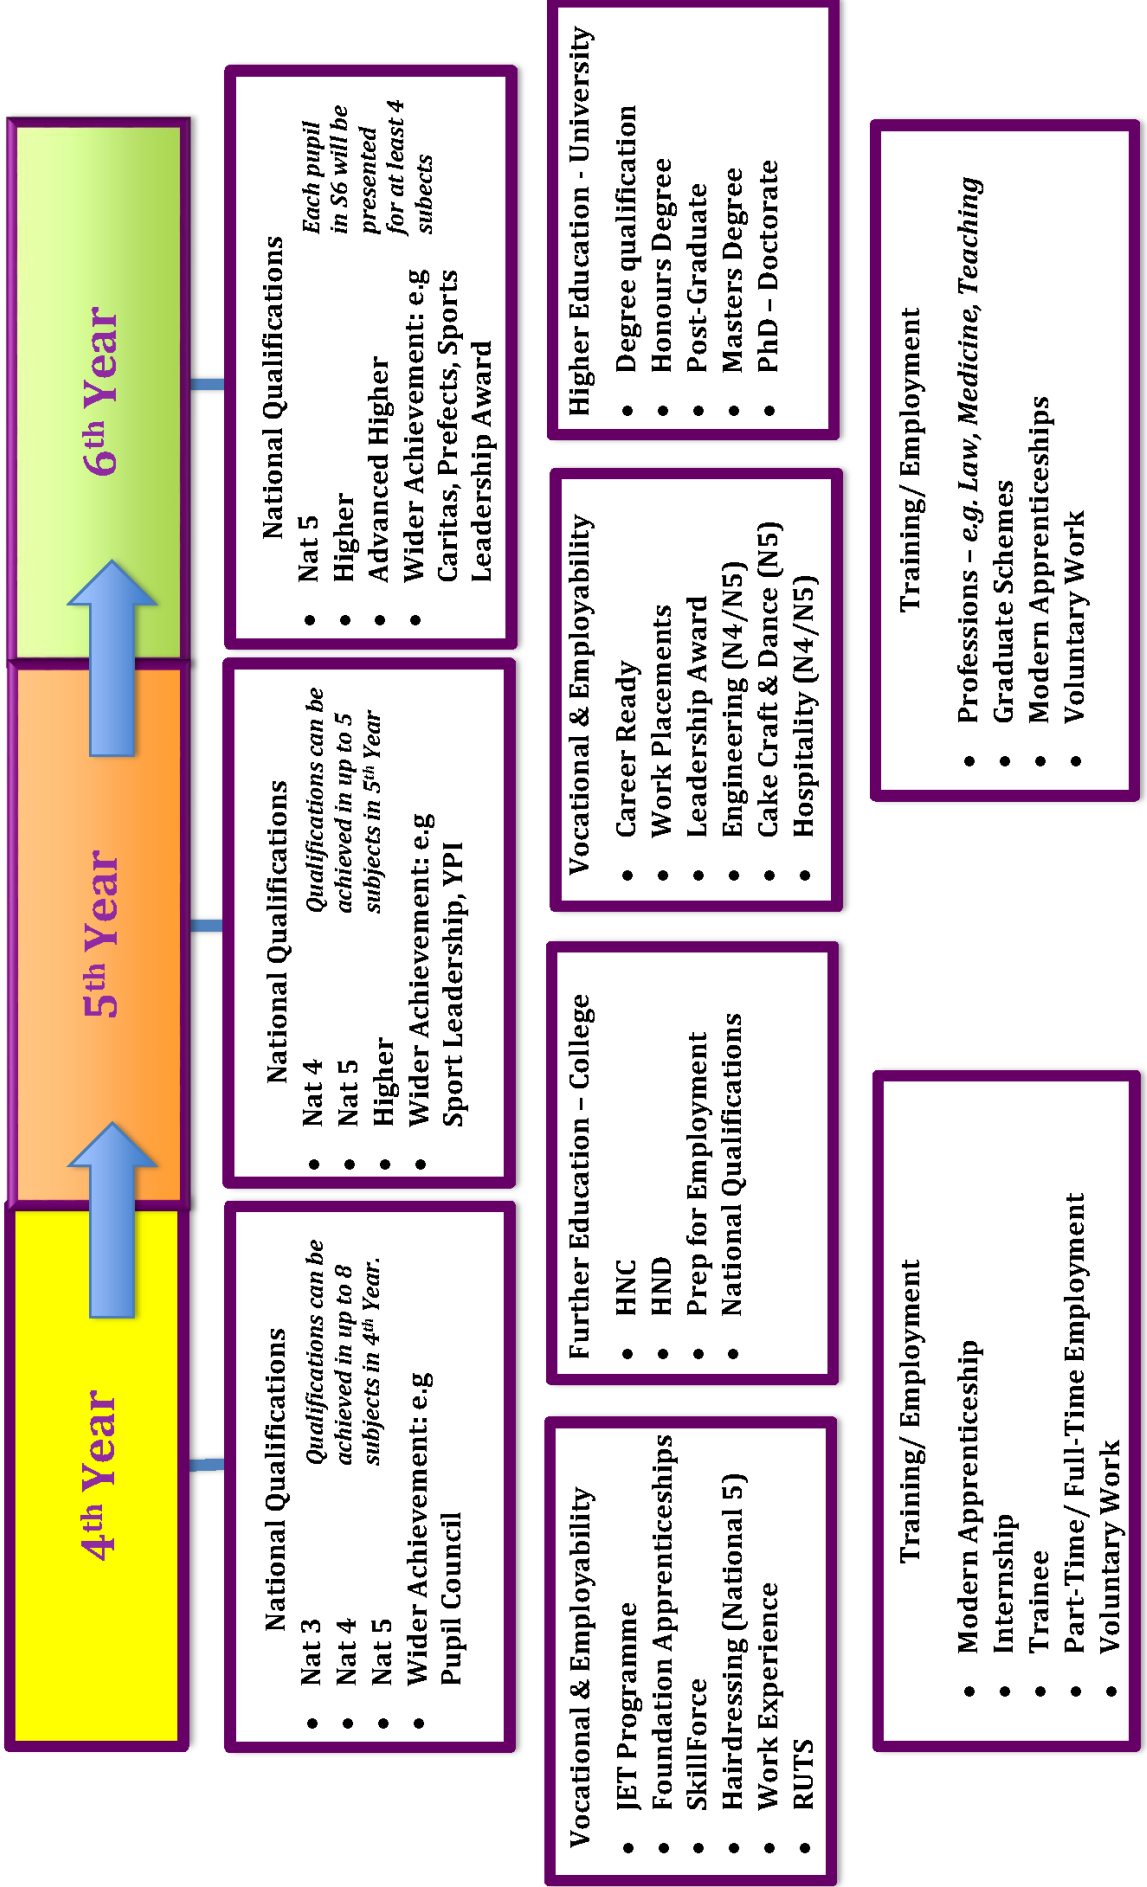 4th Year
5th Year
6th Year
National Qualifications
• Nat 3
• Nat 4
• Nat 5
• Wider Achievement: e.g
Pupil Council
Qualifications can be
achieved in up to 8
subjects in 4th Year.
National Qualifications
• Nat 4
• Nat 5
• Higher
• Wider Achievement: e.g
Sport Leadership, YPI
Qualifications can be
achieved in up to 5
subjects in 5th Year
National Qualifications
• Nat 5
• Higher
• Advanced Higher
• Wider Achievement: e.g
Caritas, Prefects, Sports
Leadership Award
Each pupil
in S6 will be
presented
for at least 4
subects
Vocational & Employability
• JET Programme
• Foundation Apprenticeships
• SkillForce
• Hairdressing (National 5)
• Work Experience
• RUTS
Further Education – College
• HNC
• HND
• Prep for Employment
• National Qualifications
Vocational & Employability
• Career Ready
• Work Placements
• Leadership Award
• Engineering (N4/N5)
• Cake Craft & Dance (N5)
• Hospitality (N4/N5)
Higher Education - University
• Degree qualification
• Honours Degree
• Post-Graduate
• Masters Degree
• PhD – Doctorate
Training/ Employment
• Modern Apprenticeship
• Internship
• Trainee
• Part-Time/ Full-Time Employment
• Voluntary Work
Training/ Employment
• Professions – e.g. Law, Medicine, Teaching
• Graduate Schemes
• Modern Apprenticeships
• Voluntary Work